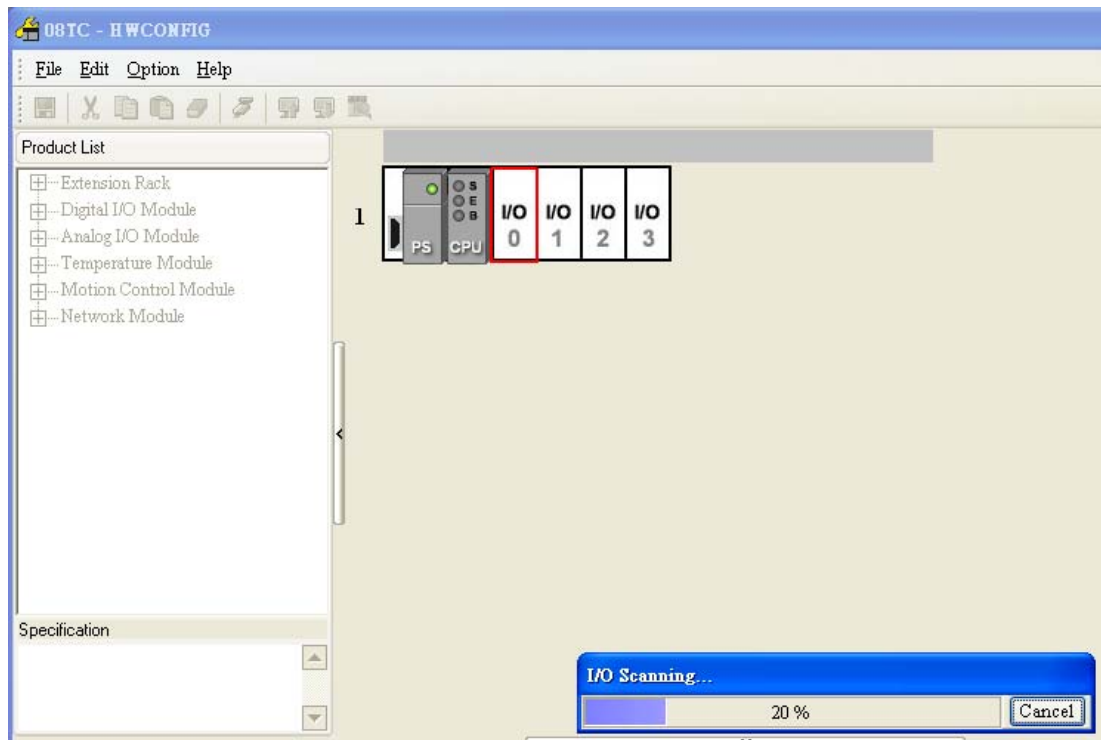 08TC - HWCONFIG
File Edit Option Help
Product List
Extension Rack
Digital I/O Module
Analog I/O Module
Temperature Module
Motion Control Module
Network Module
1
PS
S
E
B
CPU
I/O I/O I/O I/O
0 1 2 3
Specification
I/O Scanning...
20 % Cancel